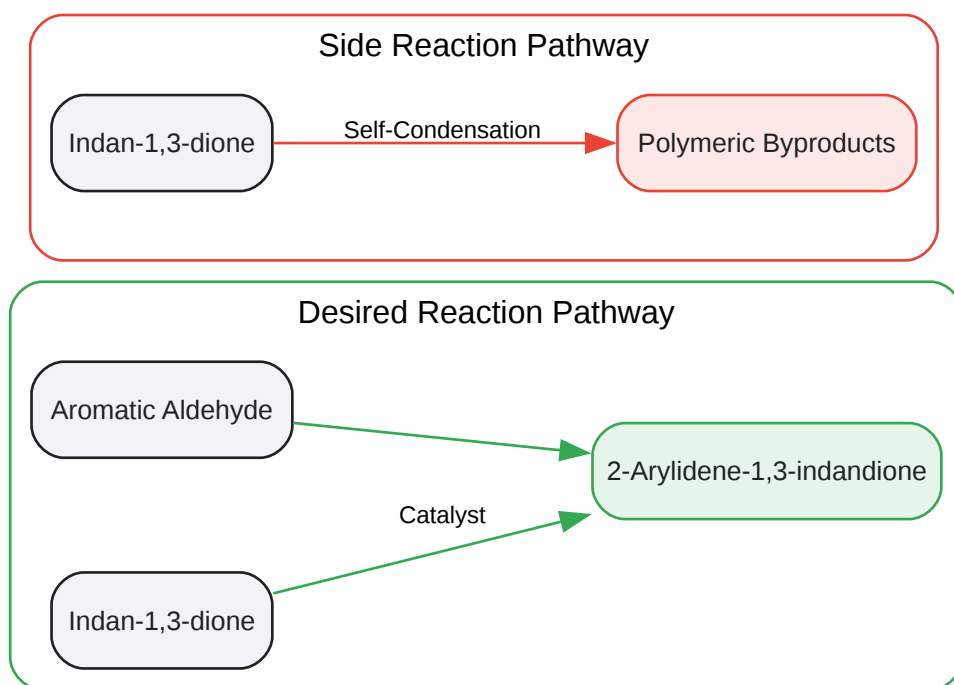 Side Reaction Pathway
Indan-1,3-dione
Self-Condensation
Polymeric Byproducts
Desired Reaction Pathway
Aromatic Aldehyde
2-Arylidene-1,3-indandione
Catalyst
Indan-1,3-dione